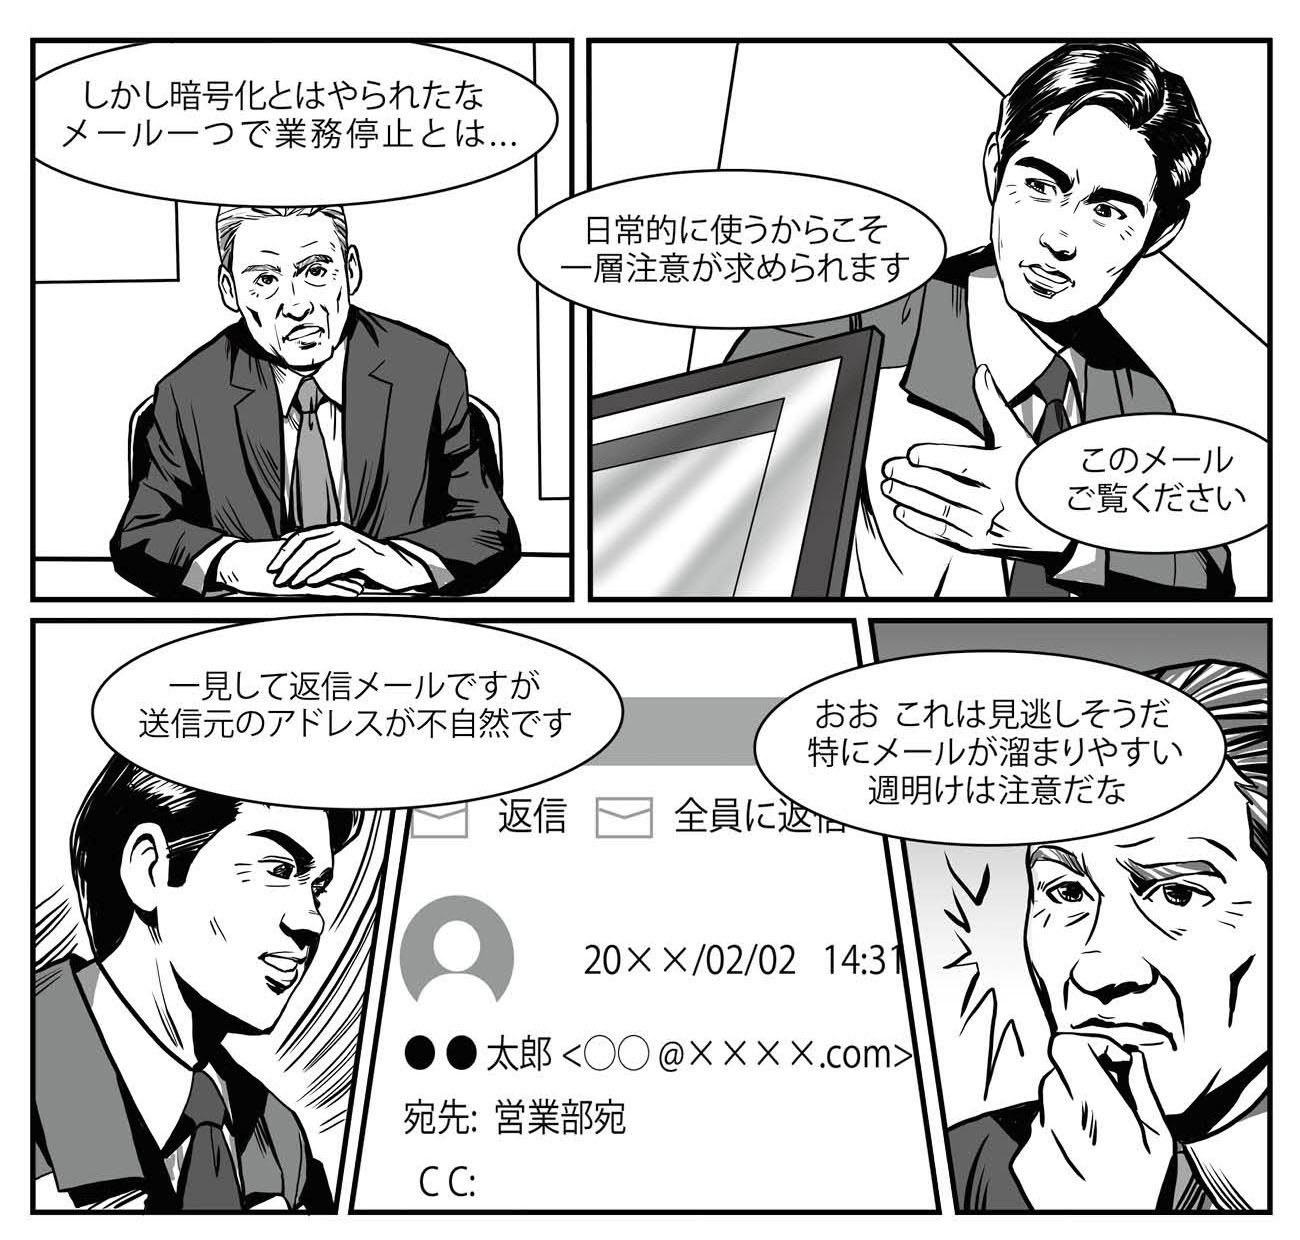 しかし暗号化とはやられたな
メール一つで業務停止とは…
日常的に使うからこそ
一層注意が求められます
このメール
ご覧ください
一見して返信メールですが
送信元のアドレスが不自然です
返信 全員に返信
20××/02/02 14:31
●●太郎 <○○@××××.com>
宛先: 営業部宛
CC:
おお これは見逃しそうだ
特にメールが溜まりやすい
週明けは注意だな